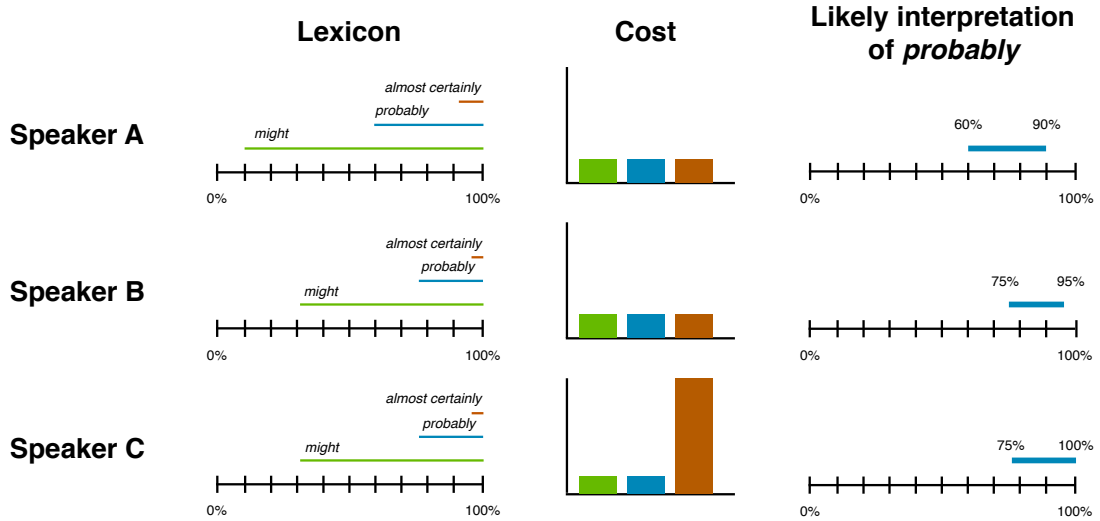 Lexicon
Cost
Likely interpretation
of probably
Speaker A
almost certainly
probably
might
0%
100%
60%
90%
0%
100%
Speaker B
almost certainly
probably
might
0%
100%
75%
95%
0%
100%
Speaker C
almost certainly
probably
might
0%
100%
75%
100%
0%
100%